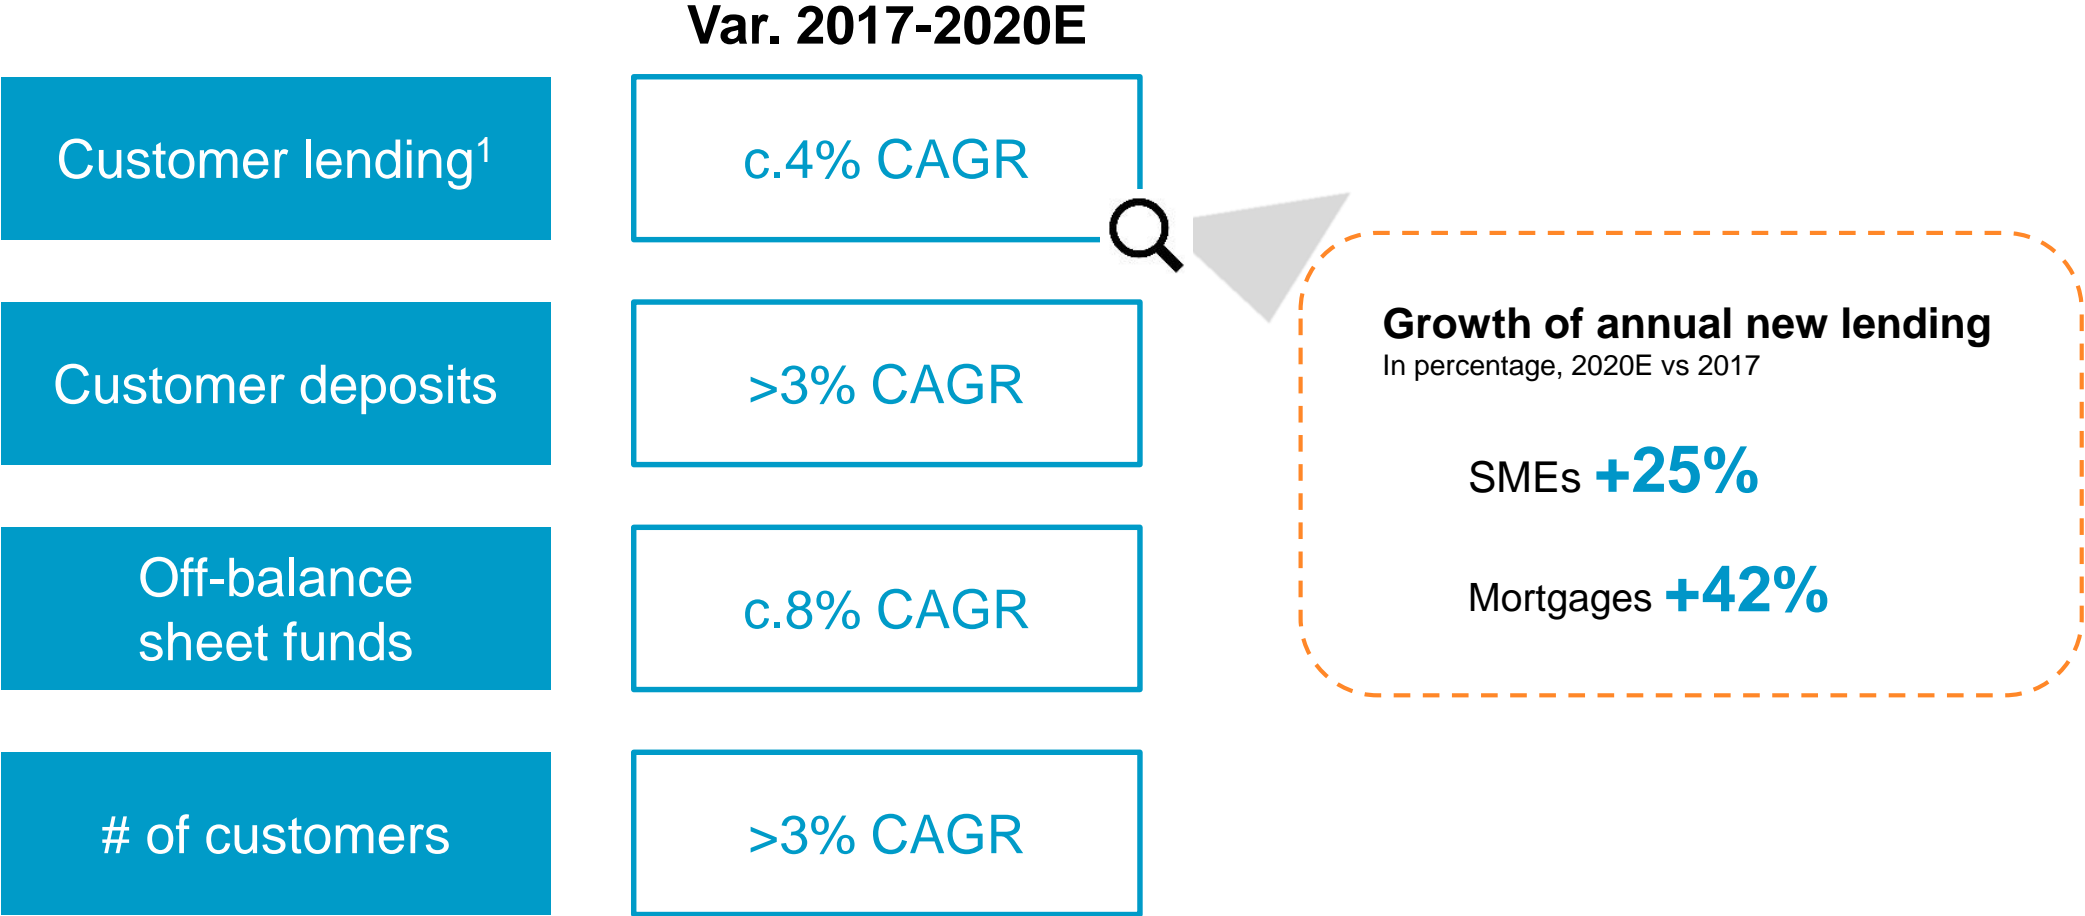 Var. 2017-2020E
Customer lending¹
c.4% CAGR
Customer deposits
>3% CAGR
Off-balance
sheet funds
c.8% CAGR
# of customers
>3% CAGR
Growth of annual new lending
In percentage, 2020E vs 2017
SMEs +25%
Mortgages +42%